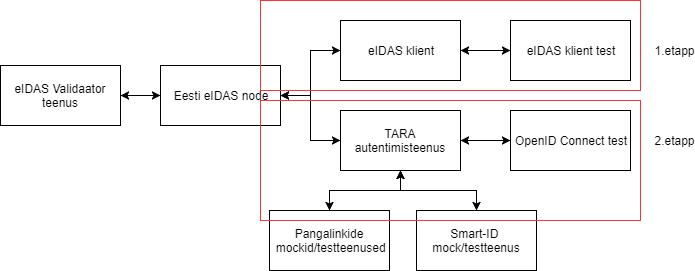 eIDAS klient
eIDAS klient test
1.etapp
eIDAS Validaator
teenus
Eesti eIDAS node
TARA
autentimisteenus
OpenID Connect test
2.etapp
Pangalinkide
mockid/testteenused
Smart-ID
mock/testteenus